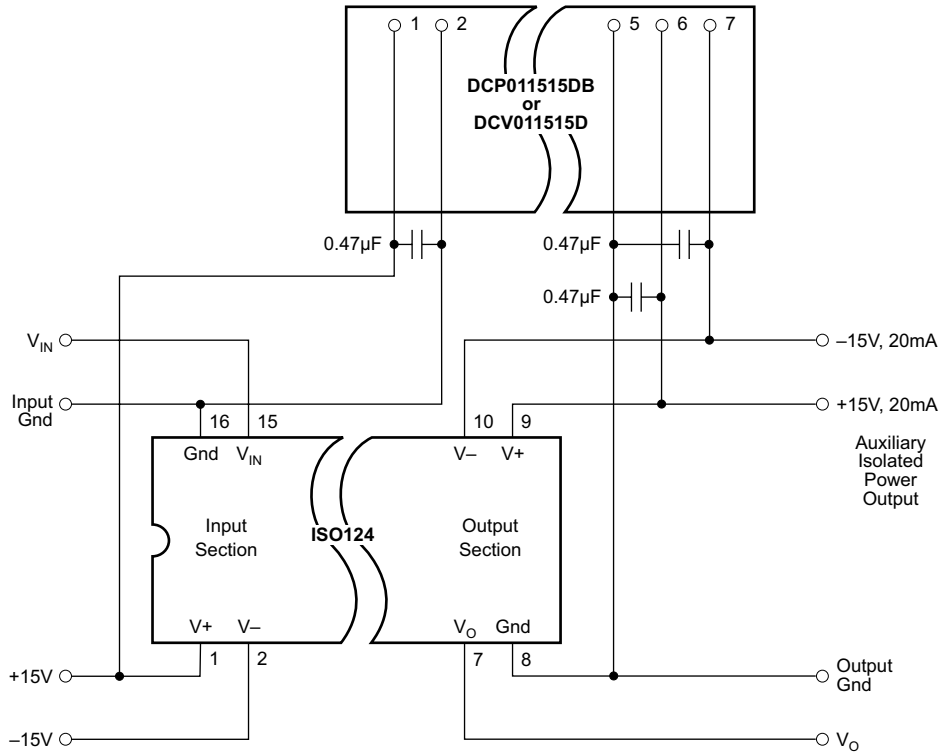 1 2 5 6 7
DCP011515DB
or
DCV011515D
0.47µF 0.47µF
0.47µF
V_IN
–15V, 20mA
Input
Gnd
+15V, 20mA
16 15 10 9
Gnd V_IN V– V+
Auxiliary
Isolated
Power
Output
Input
Section
ISO124
Output
Section
V+ V– V_O Gnd
1 2 7 8
+15V
Output
Gnd
–15V
V_O